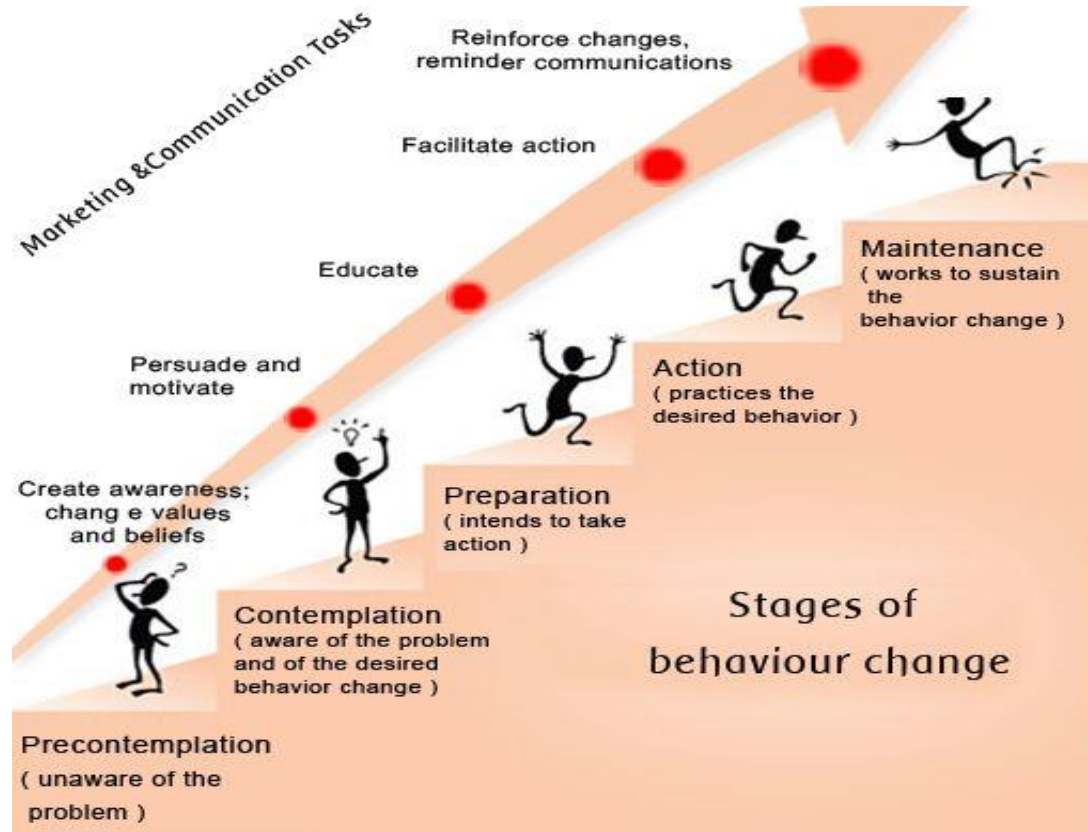 Marketing &Communication Tasks
Reinforce changes,
reminder communications
Facilitate action
Educate
Persuade and
motivate
Create awareness;
chang e values
and beliefs
?
Maintenance
( works to sustain
the
behavior change )
Action
( practices the
desired behavior )
Preparation
( intends to take
action )
Contemplation
( aware of the problem
and of the desired
behavior change )
Precontemplation
( unaware of the
problem )
Stages of
behaviour change